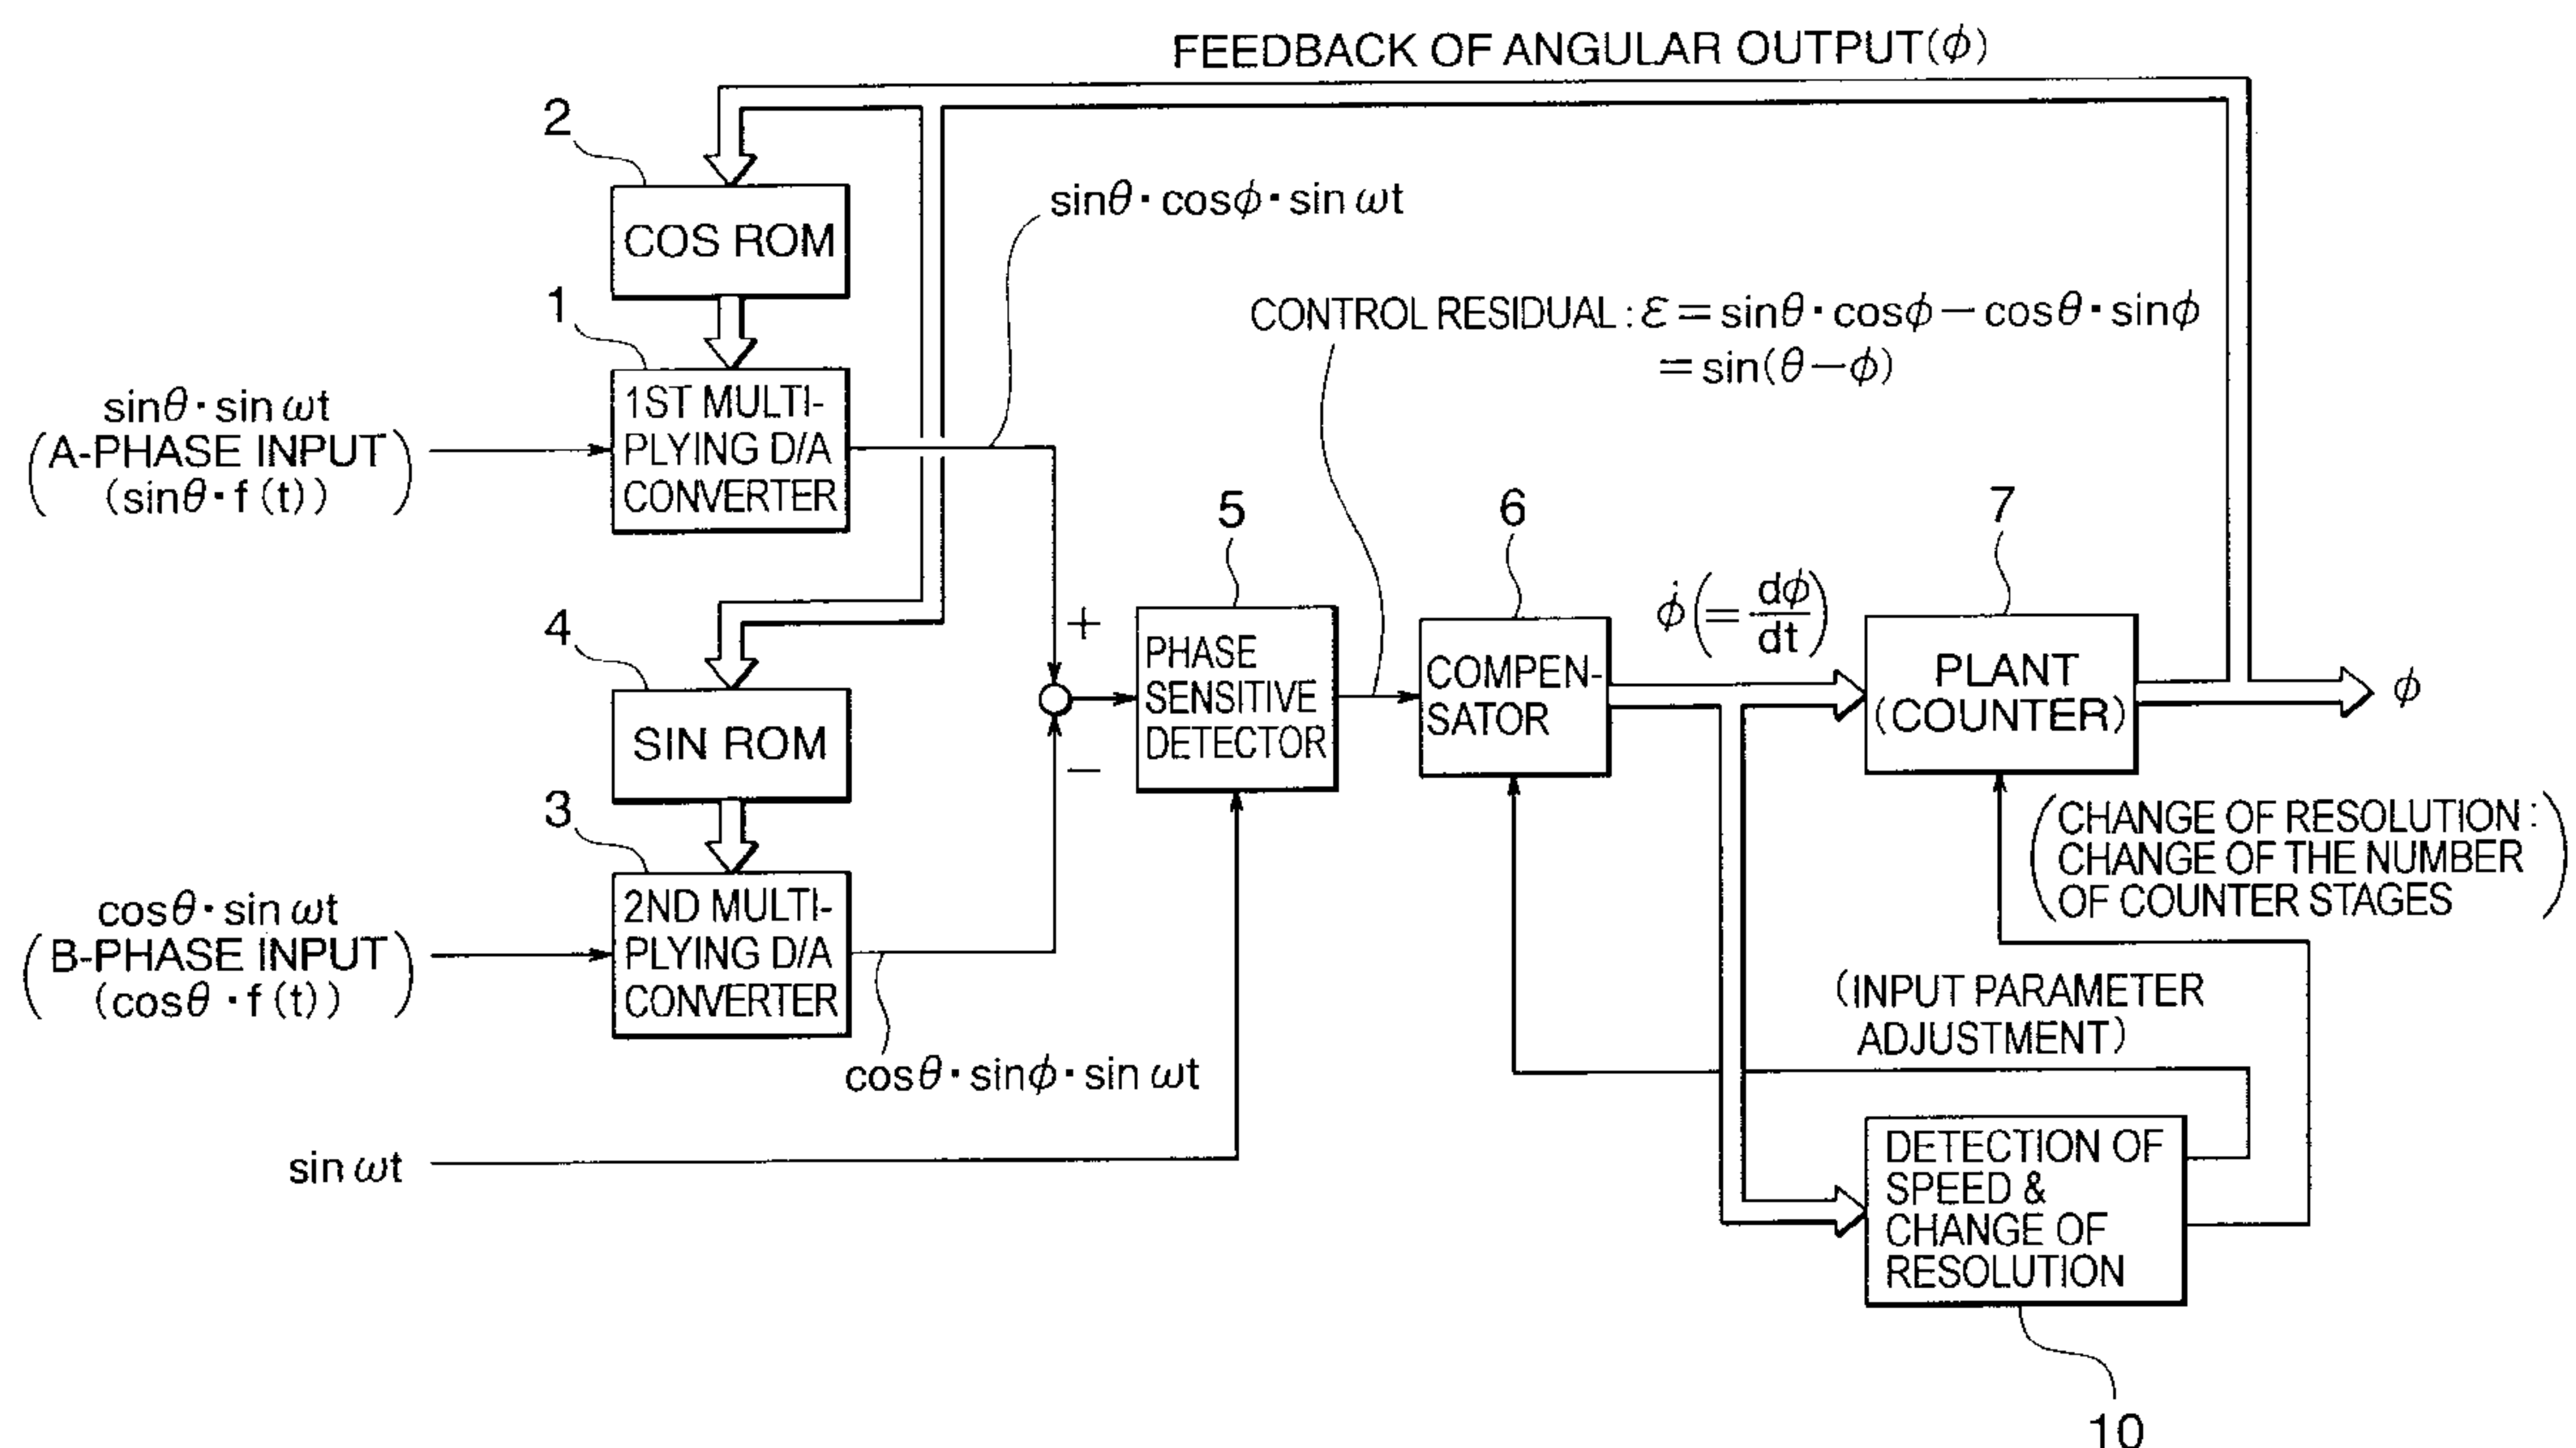 FEEDBACK OF ANGULAR OUTPUT(ϕ)
2
COS ROM
sinθ・cosϕ・sin ωt
1
1ST MULTI-
PLYING D/A
CONVERTER
sinθ・sin ωt
(A-PHASE INPUT
(sinθ・f (t)))
CONTROL RESIDUAL : ε = sinθ・cosϕ − cosθ・sinϕ
= sin(θ − ϕ)
5
PHASE
SENSITIVE
DETECTOR
6
COMPEN-
SATOR
ϕ̇ (= dϕ/dt)
7
PLANT
(COUNTER)
ϕ
+
−
4
SIN ROM
3
2ND MULTI-
PLYING D/A
CONVERTER
cosθ・sin ωt
(B-PHASE INPUT
(cosθ・f (t)))
cosθ・sinϕ・sin ωt
sin ωt
(CHANGE OF RESOLUTION :
CHANGE OF THE NUMBER
OF COUNTER STAGES)
(INPUT PARAMETER
ADJUSTMENT)
DETECTION OF
SPEED &
CHANGE OF
RESOLUTION
10